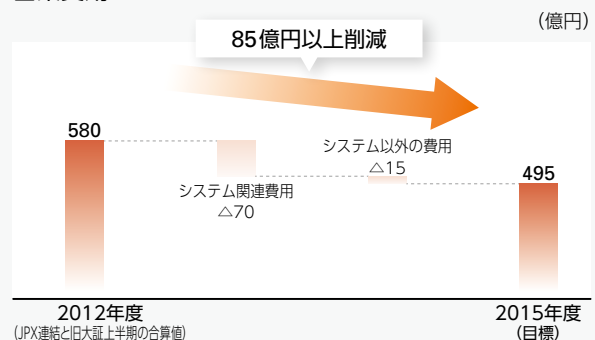 （億円）
85億円以上削減
580
システム関連費用
△70
システム以外の費用
△15
495
2012年度
（JPX連結と旧大証上半期の合算値）
2015年度
（目標）